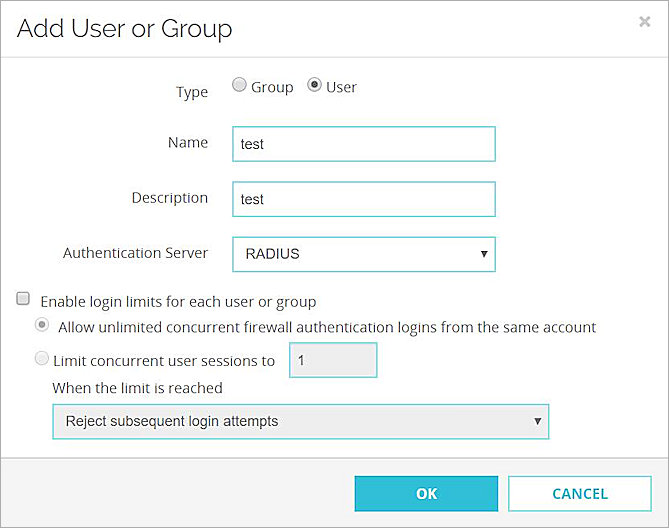 Add User or Group ×
Type Group User
Name test
Description test
Authentication Server RADIUS ▼
Enable login limits for each user or group
Allow unlimited concurrent firewall authentication logins from the same account
Limit concurrent user sessions to 1
When the limit is reached
Reject subsequent login attempts ▼
OK CANCEL